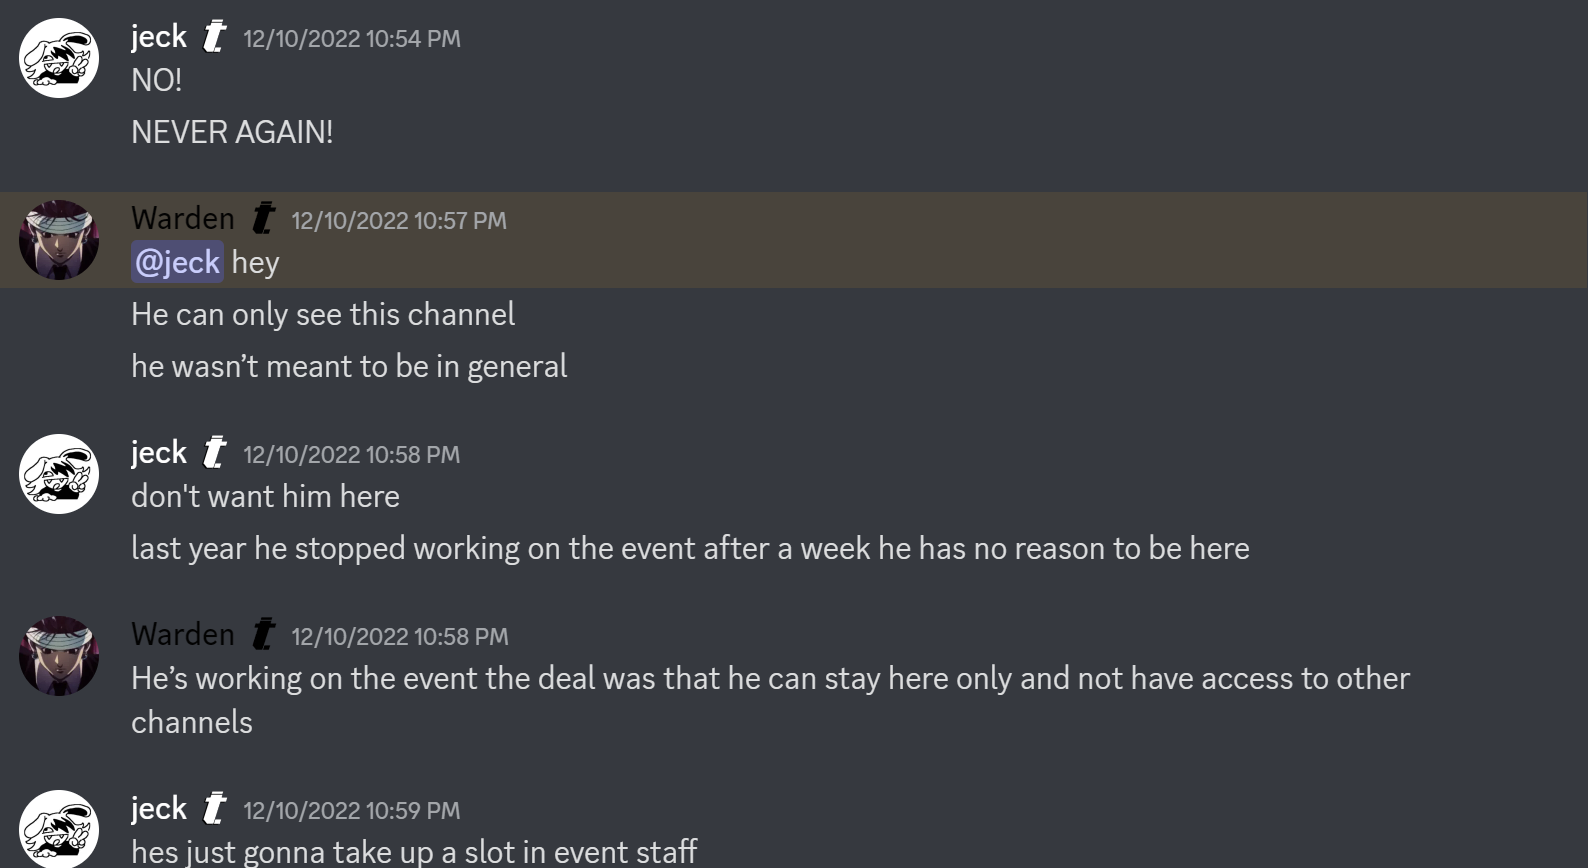 jeck t 12/10/2022 10:54 PM
NO!
NEVER AGAIN!
Warden t 12/10/2022 10:57 PM
@jeck hey
He can only see this channel
he wasn’t meant to be in general
jeck t 12/10/2022 10:58 PM
don't want him here
last year he stopped working on the event after a week he has no reason to be here
Warden t 12/10/2022 10:58 PM
He’s working on the event the deal was that he can stay here only and not have access to other
channels
jeck t 12/10/2022 10:59 PM
hes just gonna take up a slot in event staff